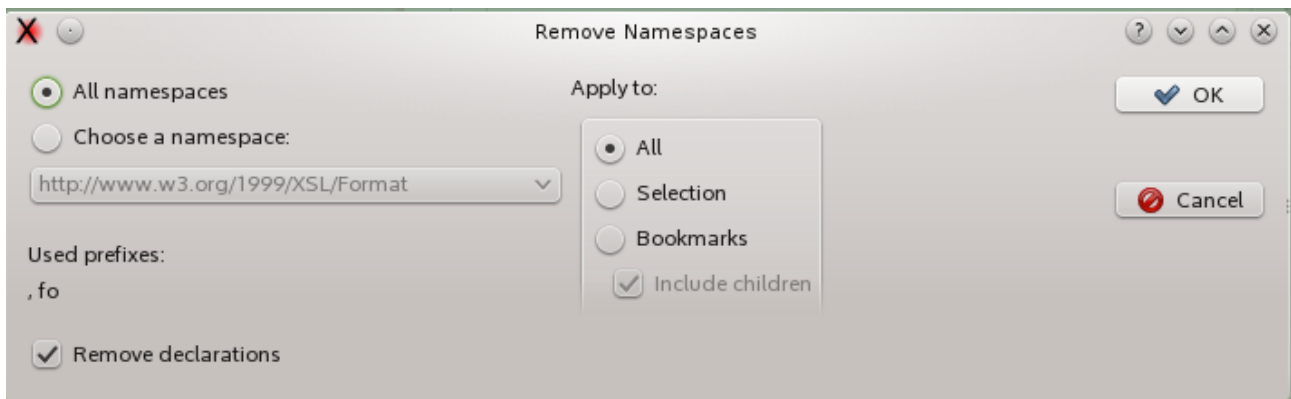 Remove Namespaces
All namespaces
Choose a namespace:
http://www.w3.org/1999/XSL/Format
Used prefixes:
, fo
Remove declarations
Apply to:
All
Selection
Bookmarks
Include children
OK
Cancel